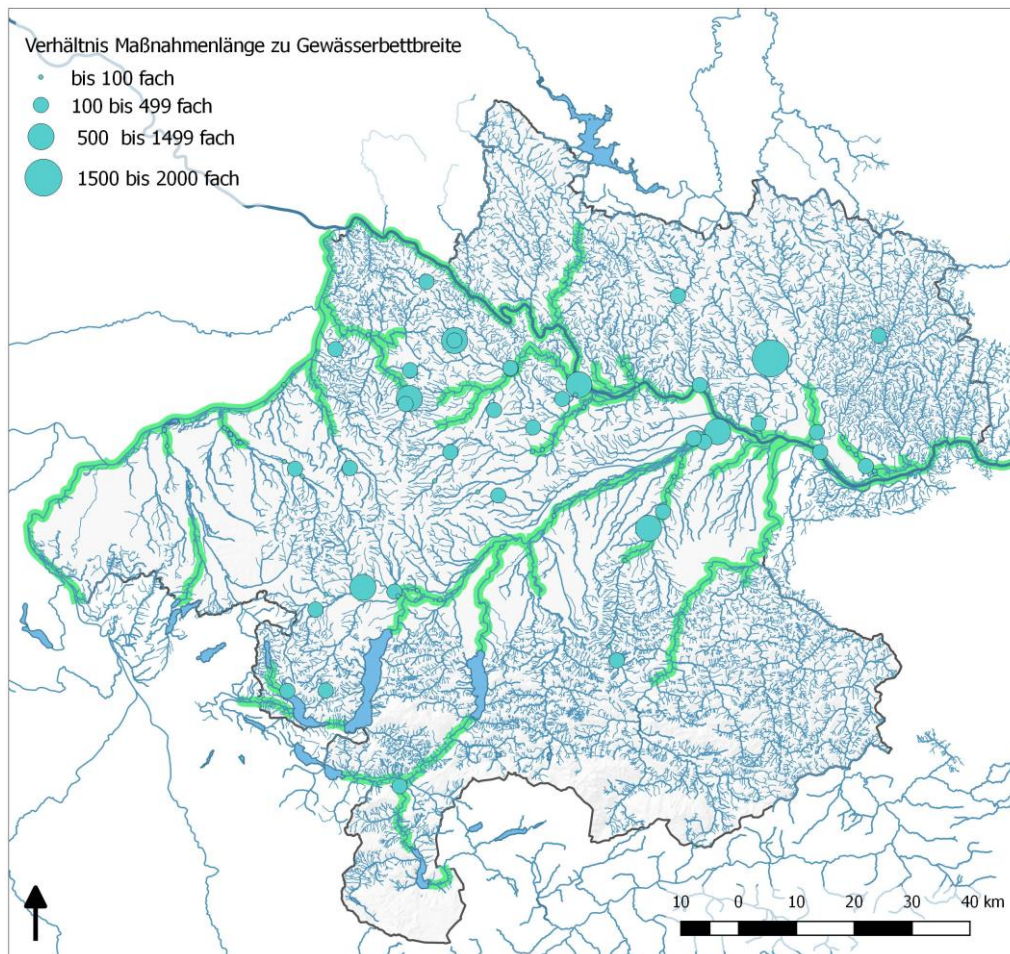 Verhältnis Maßnahmenlänge zu Gewässerbettbreite
bis 100 fach
100 bis 499 fach
500 bis 1499 fach
1500 bis 2000 fach
10 0 10 20 30 40 km